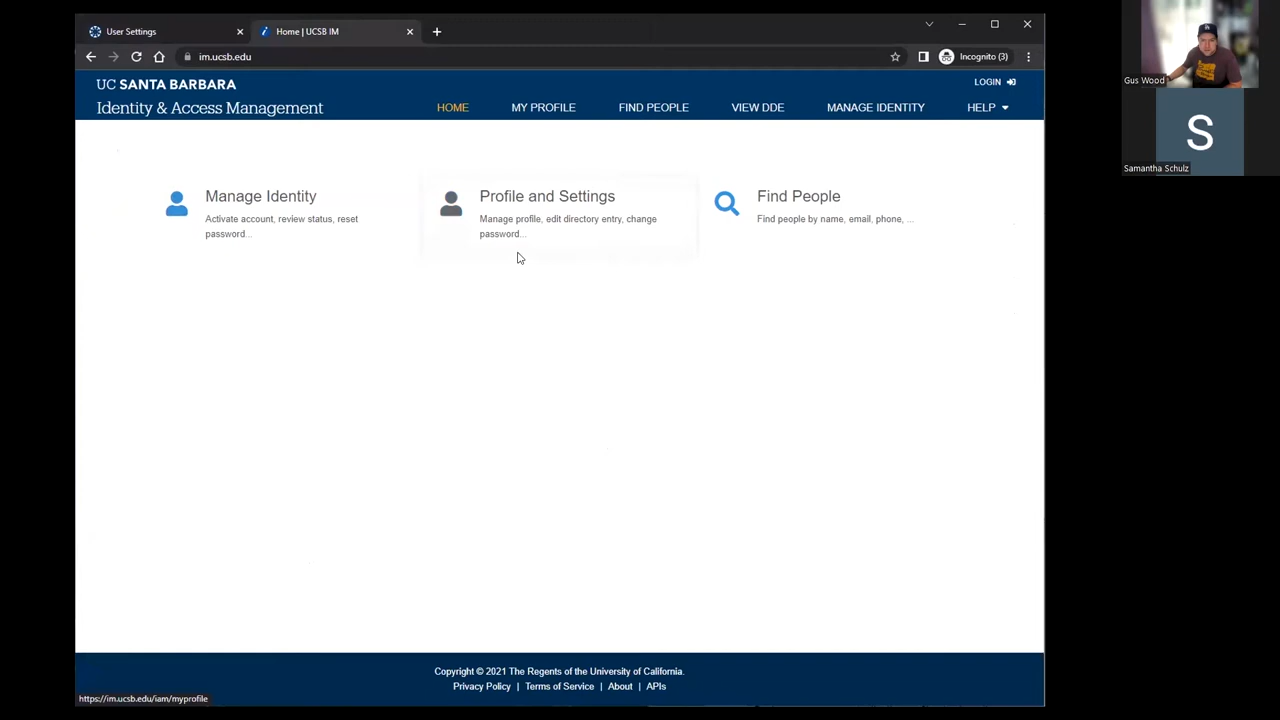 User Settings
Home | UCSB IM
im.ucsb.edu
Incognito (3)
UC SANTA BARBARA
LOGIN
Identity & Access Management
HOME
MY PROFILE
FIND PEOPLE
VIEW DDE
MANAGE IDENTITY
HELP
Manage Identity
Activate account, review status, reset
password...
Profile and Settings
Manage profile, edit directory entry, change
password...
Find People
Find people by name, email, phone, ...
Copyright © 2021 The Regents of the University of California.
Privacy Policy | Terms of Service | About | APIs
https://im.ucsb.edu/iam/myprofile
Gus Wood
S
Samantha Schulz